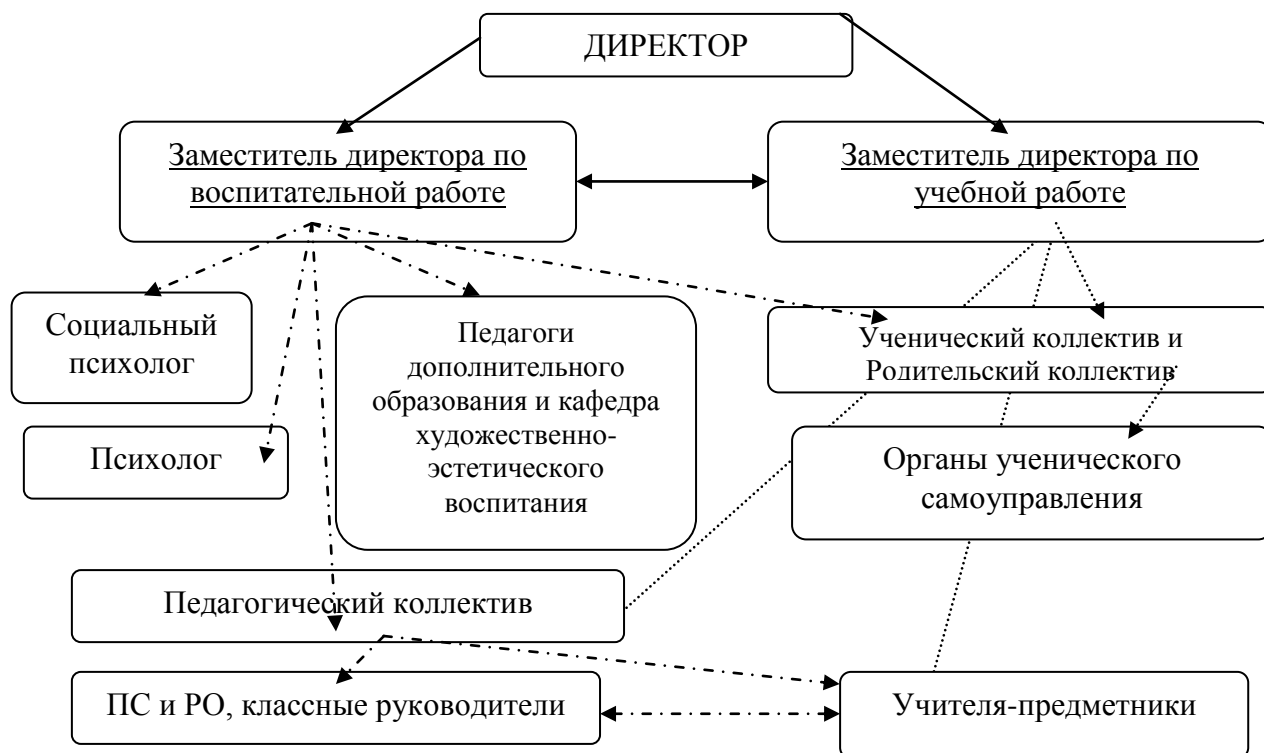 ДИРЕКТОР
Заместитель директора по
воспитательной работе
Заместитель директора по
учебной работе
Социальный
психолог
Педагоги
дополнительного
образования и кафедра
художественно-
эстетического
воспитания
Ученический коллектив и
Родительский коллектив
Психолог
Органы ученического
самоуправления
Педагогический коллектив
ПС и РО, классные руководители
Учителя-предметники